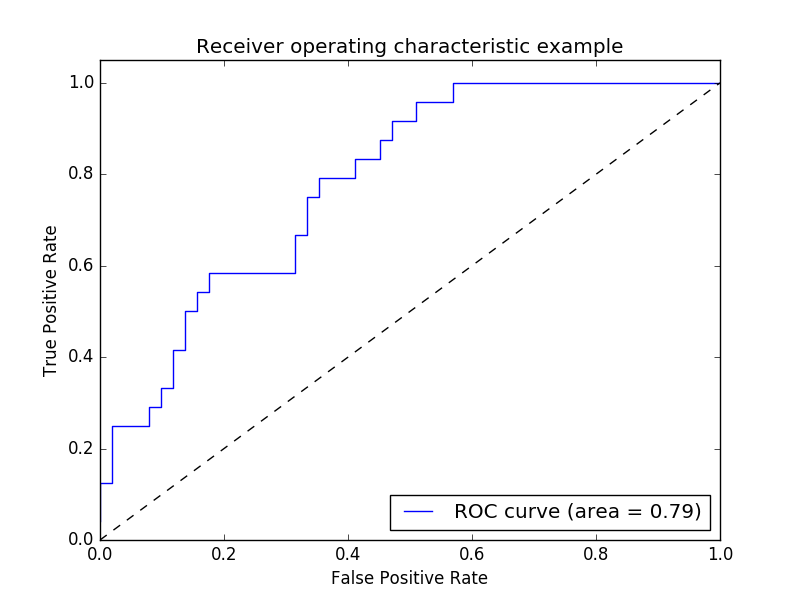 Receiver operating characteristic example
1.0
0.8
0.6
0.4
0.2
0.0
True Positive Rate
ROC curve (area = 0.79)
0.0 0.2 0.4 0.6 0.8 1.0
False Positive Rate